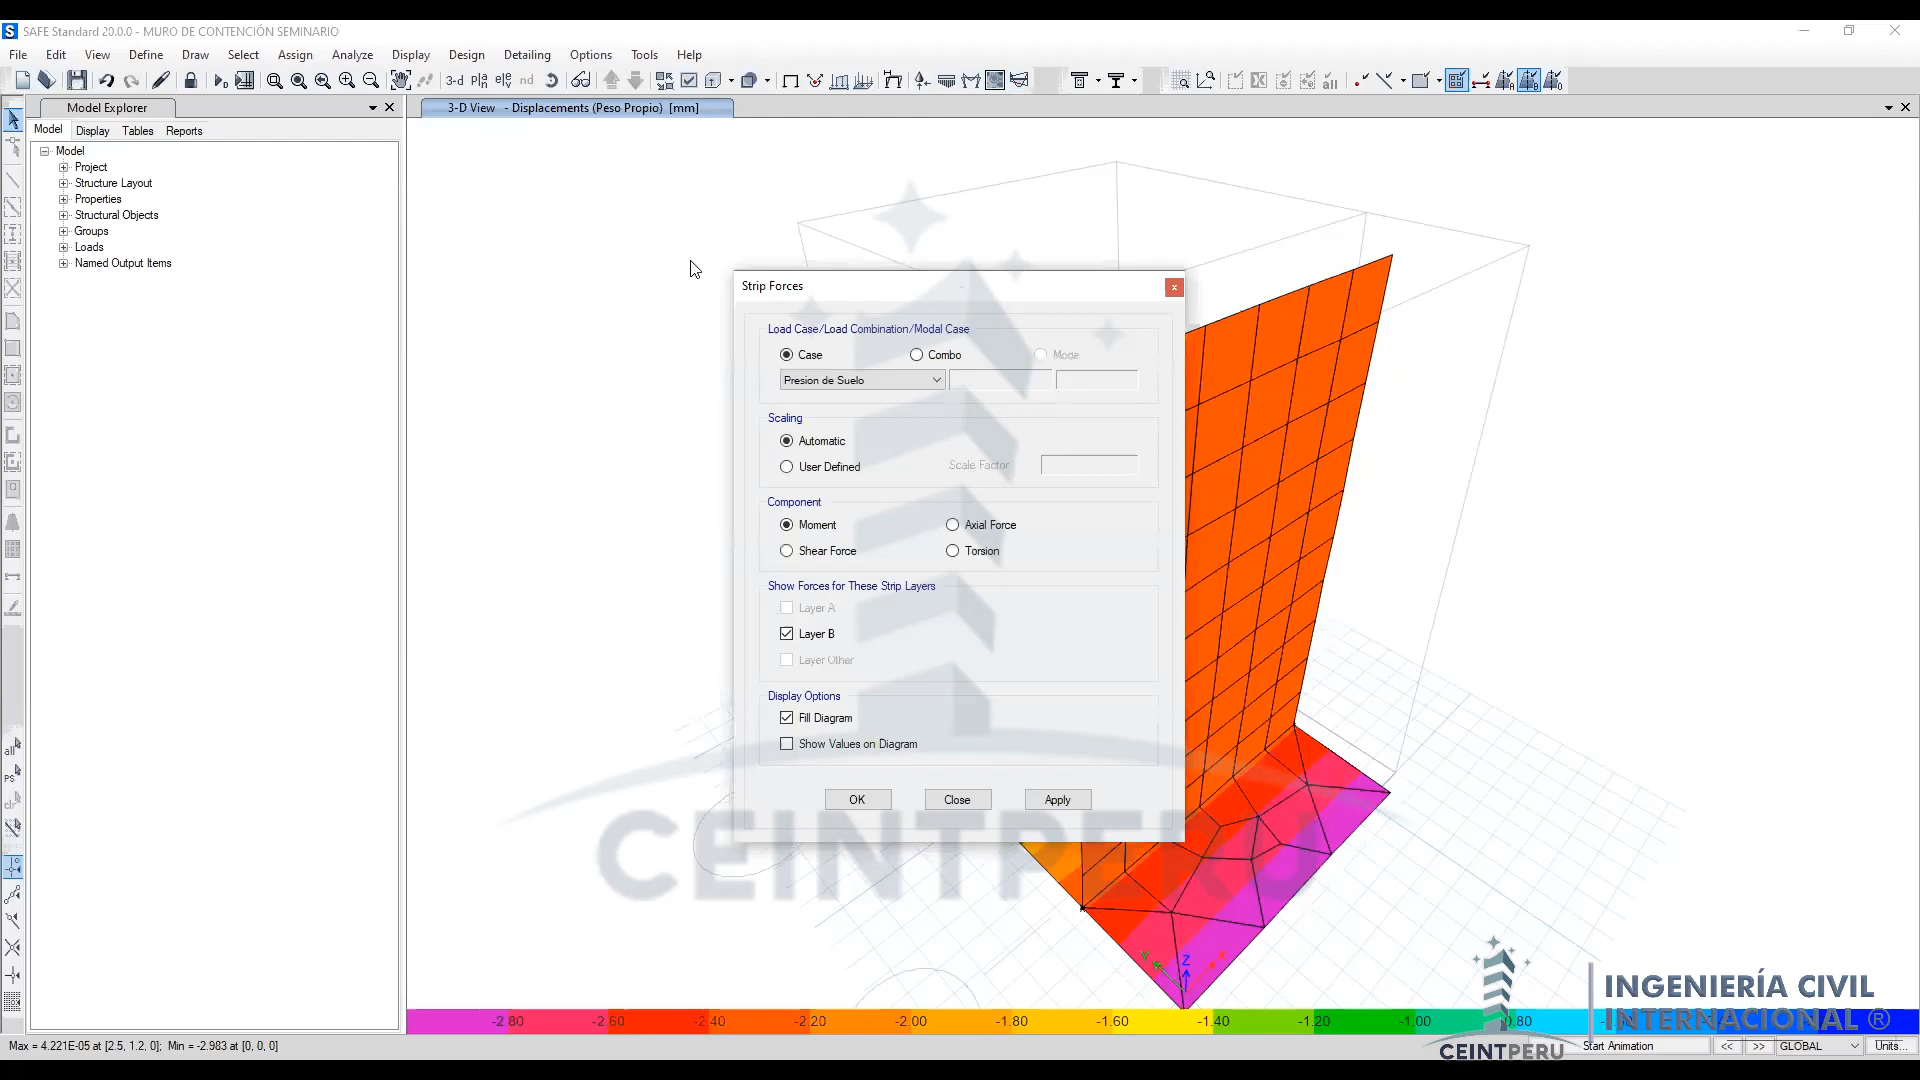 SAFE Standard 20.0.0 - MURO DE CONTENCIÓN SEMINARIO
File Edit View Define Draw Select Assign Analyze Display Design Detailing Options Tools Help
3-d nd all
Model Explorer
3-D View - Displacements (Peso Propio) [mm]
Model Display Tables Reports
Model
Project
Structure Layout
Properties
Structural Objects
Groups
Loads
Named Output Items
all
PS
clr
Strip Forces
Load Case/Load Combination/Modal Case
Case Combo Mode
Presion de Suelo
Scaling
Automatic
User Defined Scale Factor
Component
Moment Axial Force
Shear Force Torsion
Show Forces for These Strip Layers
Layer A
Layer B
Layer Other
Display Options
Fill Diagram
Show Values on Diagram
OK Close Apply
CEINTPERU
Y Z X
INGENIERÍA CIVIL
INTERNACIONAL ®
CEINTPERU
-2.80 -2.60 -2.40 -2.20 -2.00 -1.80 -1.60 -1.40 -1.20 -1.00
Max = 4.221E-05 at [2.5, 1.2, 0]; Min = -2.983 at [0, 0, 0]
Start Animation << >> GLOBAL Units...